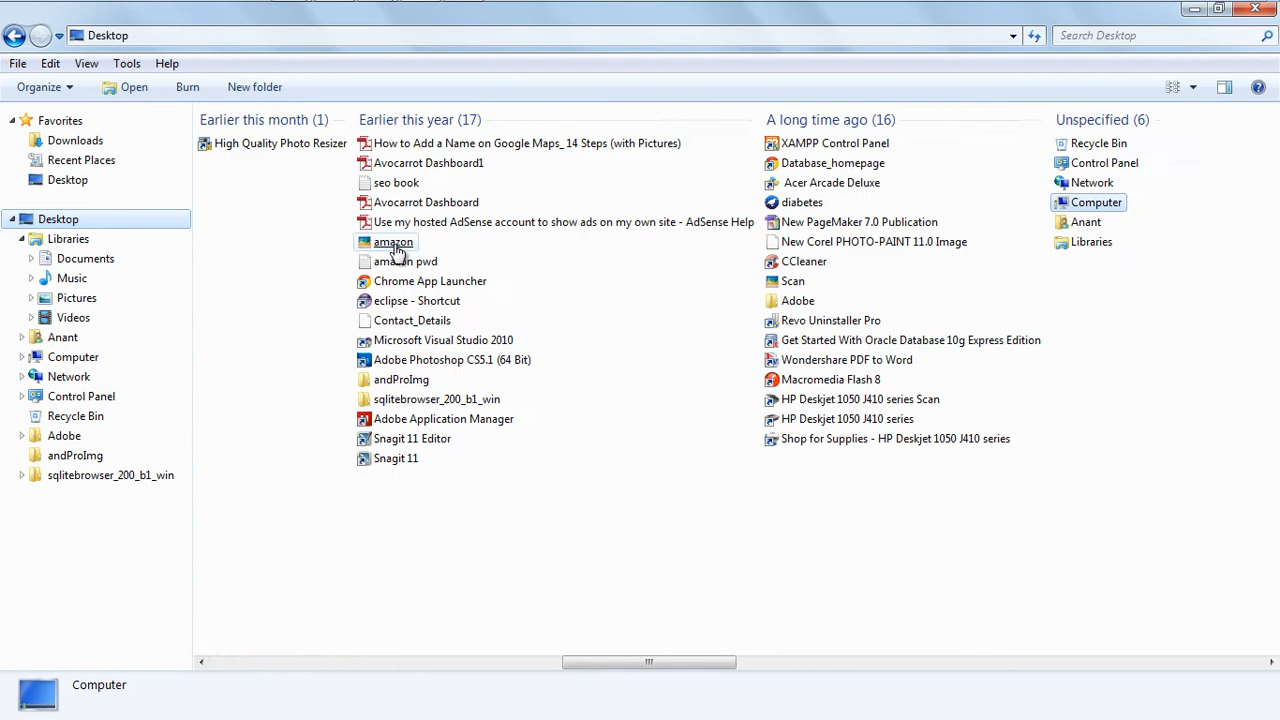 Desktop
Search Desktop
File Edit View Tools Help
Organize Open Burn New folder
Favorites
Downloads
Recent Places
Desktop
Desktop
Libraries
Documents
Music
Pictures
Videos
Anant
Computer
Network
Control Panel
Recycle Bin
Adobe
andProImg
sqlitebrowser_200_b1_win
Earlier this month (1)
High Quality Photo Resizer
Earlier this year (17)
How to Add a Name on Google Maps_ 14 Steps (with Pictures)
Avocarrot Dashboard1
seo book
Avocarrot Dashboard
Use my hosted AdSense account to show ads on my own site - AdSense Help
amazon
amazon pwd
Chrome App Launcher
eclipse - Shortcut
Contact_Details
Microsoft Visual Studio 2010
Adobe Photoshop CS5.1 (64 Bit)
andProImg
sqlitebrowser_200_b1_win
Adobe Application Manager
Snagit 11 Editor
Snagit 11
A long time ago (16)
XAMPP Control Panel
Database_homepage
Acer Arcade Deluxe
diabetes
New PageMaker 7.0 Publication
New Corel PHOTO-PAINT 11.0 Image
CCleaner
Scan
Adobe
Revo Uninstaller Pro
Get Started With Oracle Database 10g Express Edition
Wondershare PDF to Word
Macromedia Flash 8
HP Deskjet 1050 J410 series Scan
HP Deskjet 1050 J410 series
Shop for Supplies - HP Deskjet 1050 J410 series
Unspecified (6)
Recycle Bin
Control Panel
Network
Computer
Anant
Libraries
Computer